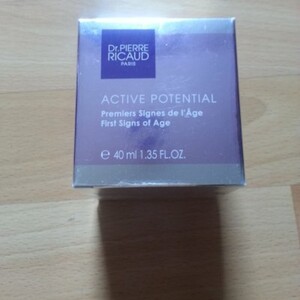 Dr.PIERRE
RICAUD
PARIS
ACTIVE POTENTIAL
Premiers Signes de l'Âge
First Signs of Age
e 40 ml 1.35 FL.OZ.